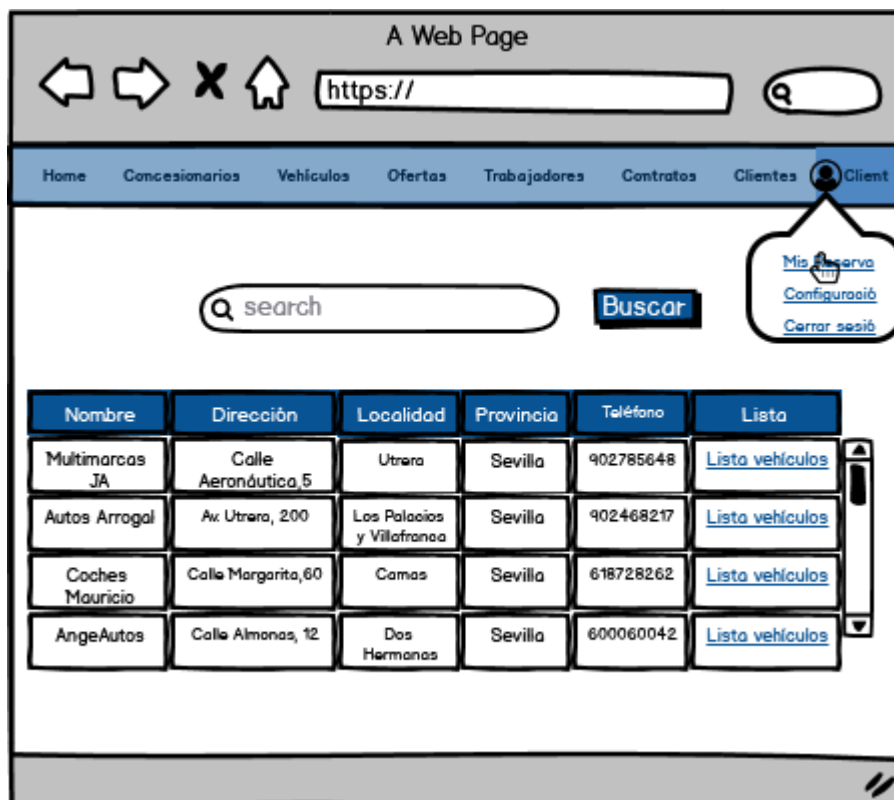 A Web Page
https://
Home Concesionarios Vehículos Ofertas Trabajadores Contratos Clientes Client
Mis Reserva
Configuració
Cerrar sesió
search
Buscar
Nombre Dirección Localidad Provincia Teléfono Lista
Multimarcas JA Calle Aeronáutica,5 Utrera Sevilla 902785648 Lista vehículos
Autos Arrogal Av. Utrera, 200 Los Palacios y Villafranca Sevilla 902468217 Lista vehículos
Coches Mauricio Calle Margarita,60 Camas Sevilla 618728262 Lista vehículos
AngeAutos Calle Almonas, 12 Dos Hermanas Sevilla 600060042 Lista vehículos